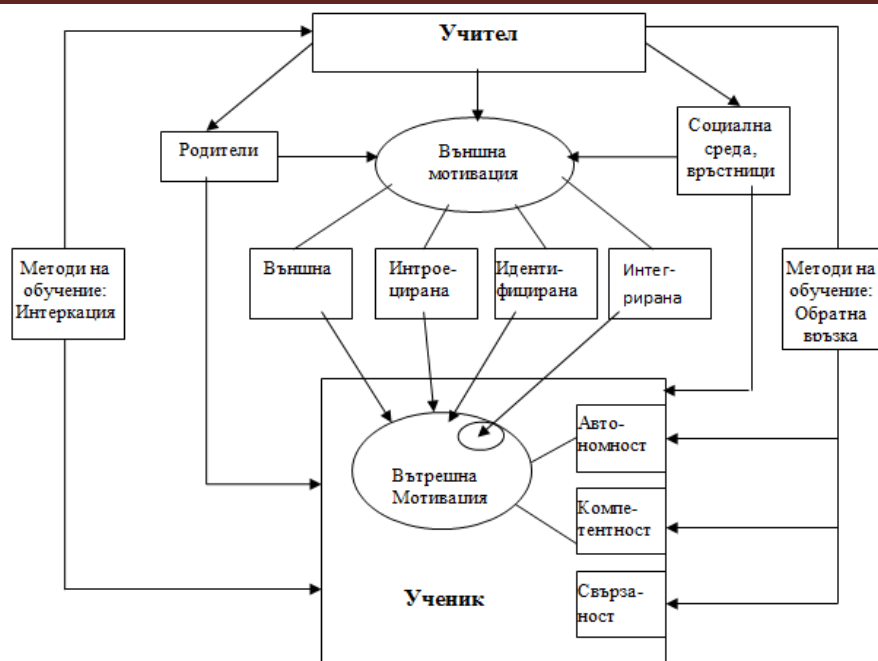 Учител
Родители
Външна
мотивация
Социална
среда,
връстници
Методи на
обучение:
Интеркация
Външна
Интрое-
цирана
Иденти-
фицирана
Интег-
рирана
Методи на
обучение:
Обратна
връзка
Вътрешна
Мотивация
Авто-
номност
Компе-
тентност
Свърза-
ност
Ученик